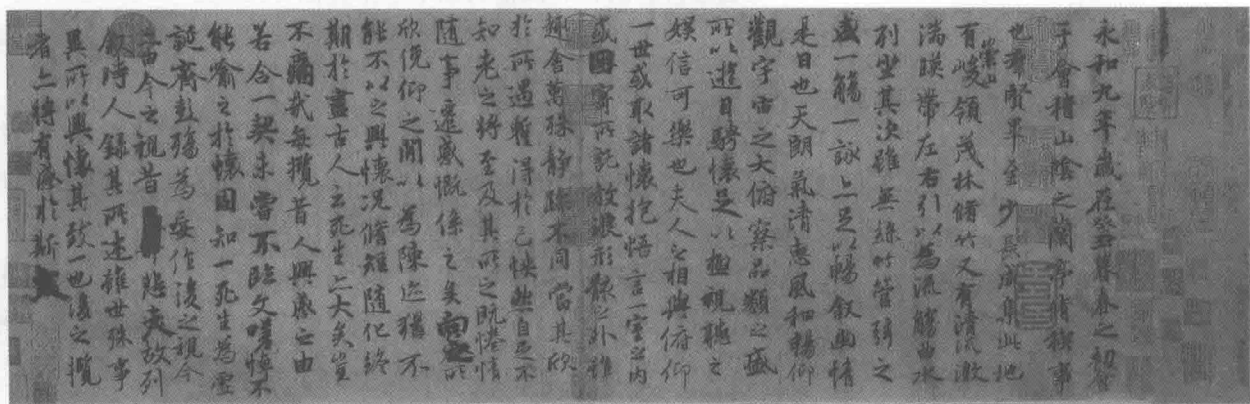 永和九年歲在癸丑暮春之初會
于會稽山陰之蘭亭脩稧事
也群賢畢至少長咸集此地
有崇山峻領茂林脩竹又有清流激
湍暎帶左右引以為流觴曲水
列坐其次雖無絲竹管弦之
盛一觴一詠亦足以暢敘幽情
是日也天朗氣清惠風和暢仰
觀宇宙之大俯察品類之盛
所以遊目騁懷足以極視聽之
娛信可樂也夫人之相與俯仰
一世或取諸懷抱悟言一室之內
或因寄所託放浪形骸之外雖
趣舍萬殊靜躁不同當其欣
於所遇暫得於己快然自足不
知老之將至及其所之既惓情
隨事遷感慨係之矣向之所
欣俛仰之閒以為陳迹猶不
能不以之興懷況脩短隨化終
期於盡古人云死生亦大矣豈
不痛哉每攬昔人興感之由
若合一契未嘗不臨文嗟悼不
能喻之於懷固知一死生為虛
誕齊彭殤為妄作後之視今
亦由今之視昔悲夫故列
敘時人錄其所述雖世殊事
異所以興懷其致一也後之攬
者亦將有感於斯文